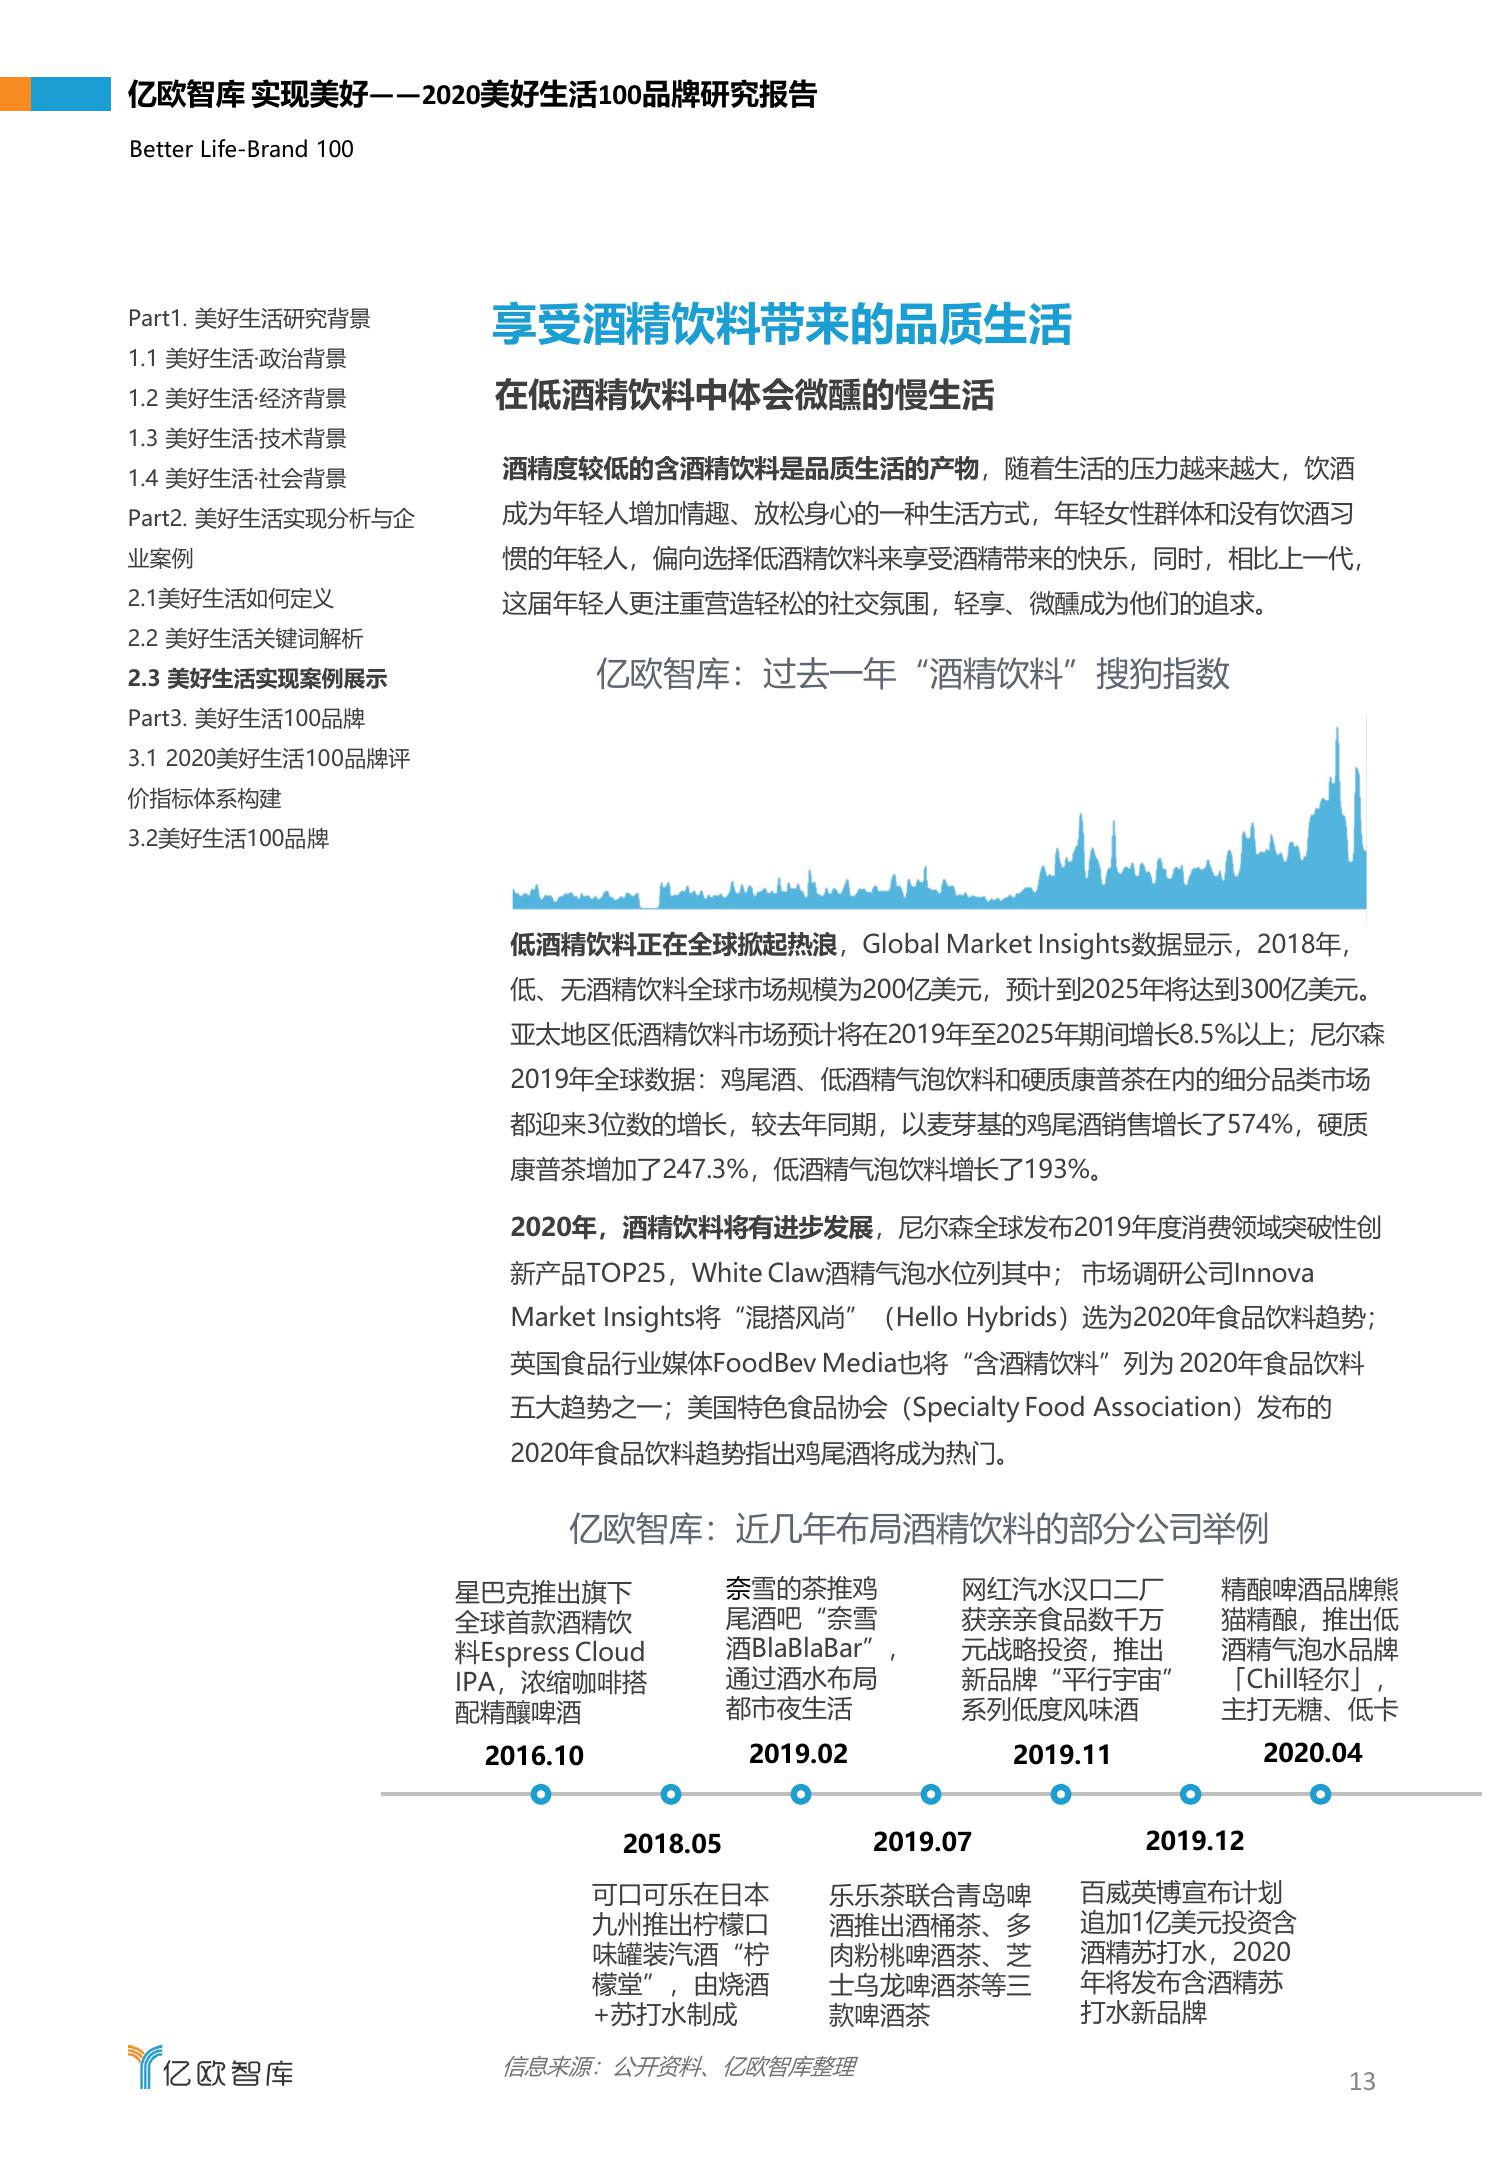 亿欧智库 实现美好——2020美好生活100品牌研究报告
Better Life-Brand 100
Part1. 美好生活研究背景
1.1 美好生活·政治背景
1.2 美好生活·经济背景
1.3 美好生活·技术背景
1.4 美好生活·社会背景
Part2. 美好生活实现分析与企
业案例
2.1美好生活如何定义
2.2 美好生活关键词解析
2.3 美好生活实现案例展示
Part3. 美好生活100品牌
3.1 2020美好生活100品牌评
价指标体系构建
3.2美好生活100品牌
享受酒精饮料带来的品质生活
在低酒精饮料中体会微醺的慢生活
酒精度较低的含酒精饮料是品质生活的产物，随着生活的压力越来越大，饮酒
成为年轻人增加情趣、放松身心的一种生活方式，年轻女性群体和没有饮酒习
惯的年轻人，偏向选择低酒精饮料来享受酒精带来的快乐，同时，相比上一代，
这届年轻人更注重营造轻松的社交氛围，轻享、微醺成为他们的追求。
亿欧智库：过去一年“酒精饮料”搜狗指数
低酒精饮料正在全球掀起热浪，Global Market Insights数据显示，2018年，
低、无酒精饮料全球市场规模为200亿美元，预计到2025年将达到300亿美元。
亚太地区低酒精饮料市场预计将在2019年至2025年期间增长8.5%以上；尼尔森
2019年全球数据：鸡尾酒、低酒精气泡饮料和硬质康普茶在内的细分品类市场
都迎来3位数的增长，较去年同期，以麦芽基的鸡尾酒销售增长了574%，硬质
康普茶增加了247.3%，低酒精气泡饮料增长了193%。
2020年，酒精饮料将有进步发展，尼尔森全球发布2019年度消费领域突破性创
新产品TOP25，White Claw酒精气泡水位列其中； 市场调研公司Innova
Market Insights将“混搭风尚”（Hello Hybrids）选为2020年食品饮料趋势；
英国食品行业媒体FoodBev Media也将“含酒精饮料”列为 2020年食品饮料
五大趋势之一；美国特色食品协会（Specialty Food Association）发布的
2020年食品饮料趋势指出鸡尾酒将成为热门。
亿欧智库：近几年布局酒精饮料的部分公司举例
星巴克推出旗下
全球首款酒精饮
料Espress Cloud
IPA，浓缩咖啡搭
配精釀啤酒
2016.10
奈雪的茶推鸡
尾酒吧“奈雪
酒BlaBlaBar”，
通过酒水布局
都市夜生活
2019.02
网红汽水汉口二厂
获亲亲食品数千万
元战略投资，推出
新品牌“平行宇宙”
系列低度风味酒
2019.11
精酿啤酒品牌熊
猫精酿，推出低
酒精气泡水品牌
「Chill轻尔」，
主打无糖、低卡
2020.04
2018.05
可口可乐在日本
九州推出柠檬口
味罐装汽酒“柠
檬堂”，由烧酒
+苏打水制成
2019.07
乐乐茶联合青岛啤
酒推出酒桶茶、多
肉粉桃啤酒茶、芝
士乌龙啤酒茶等三
款啤酒茶
2019.12
百威英博宣布计划
追加1亿美元投资含
酒精苏打水，2020
年将发布含酒精苏
打水新品牌
亿欧智库
信息来源：公开资料、亿欧智库整理
13